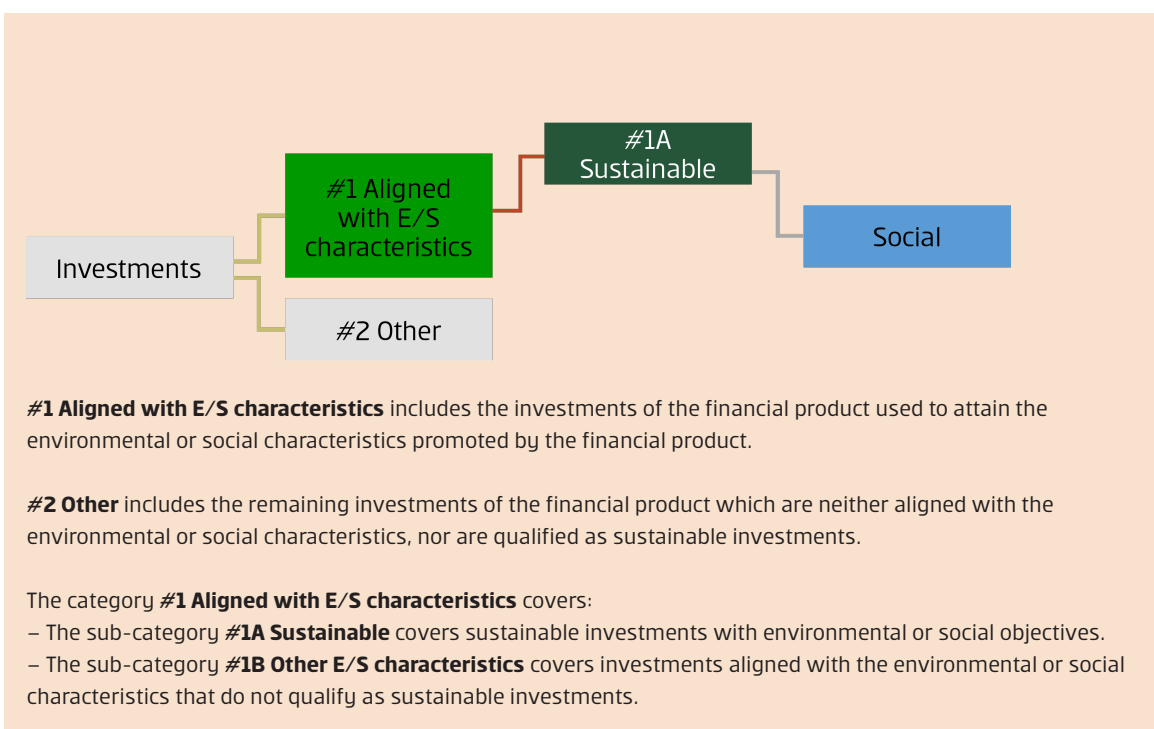 #1A
Sustainable
#1 Aligned
with E/S
characteristics
Social
Investments
#2 Other
#1 Aligned with E/S characteristics includes the investments of the financial product used to attain the
environmental or social characteristics promoted by the financial product.
#2 Other includes the remaining investments of the financial product which are neither aligned with the
environmental or social characteristics, nor are qualified as sustainable investments.
The category #1 Aligned with E/S characteristics covers:
– The sub-category #1A Sustainable covers sustainable investments with environmental or social objectives.
– The sub-category #1B Other E/S characteristics covers investments aligned with the environmental or social
characteristics that do not qualify as sustainable investments.